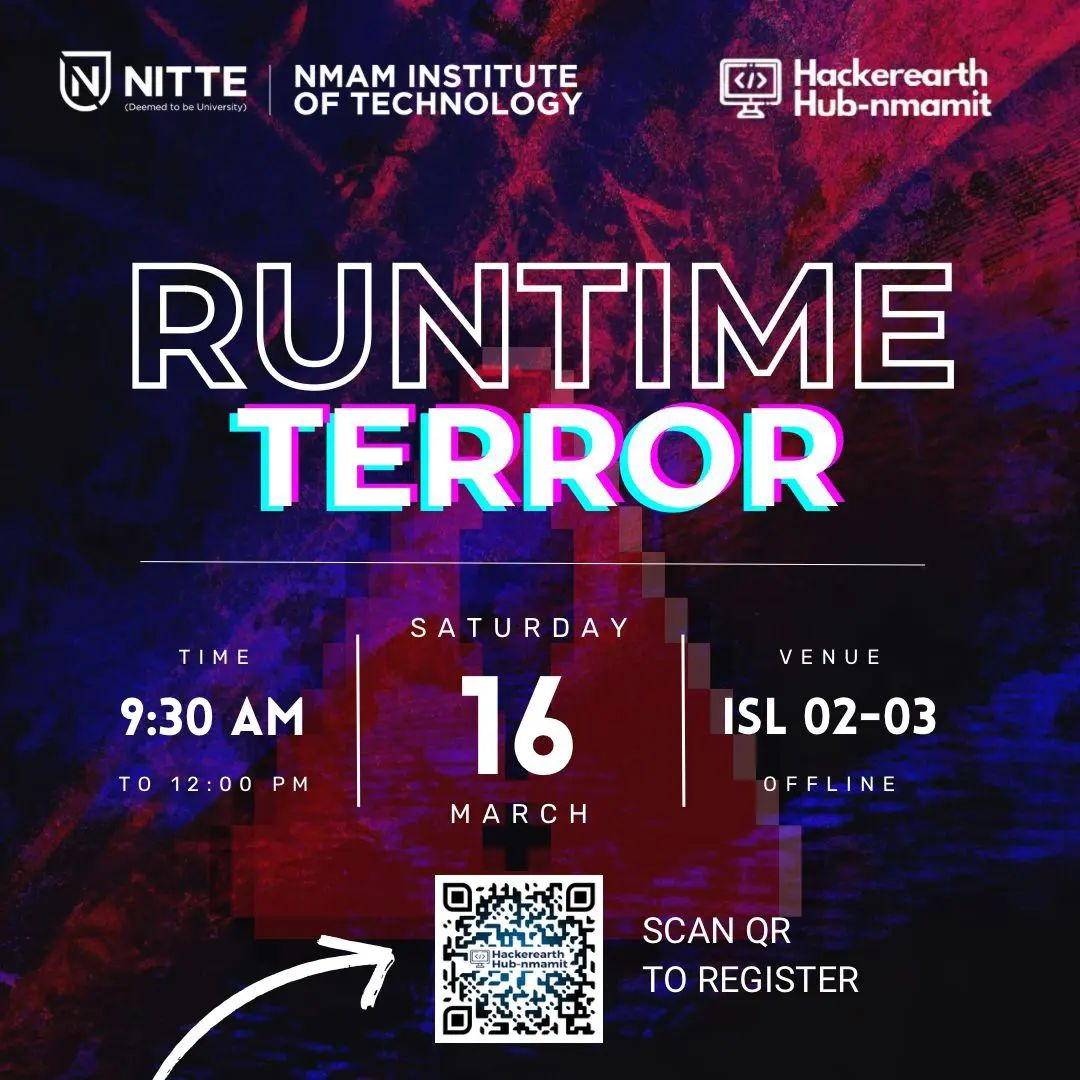 NITTE
(Deemed to be University)
NMAM INSTITUTE
OF TECHNOLOGY
Hackerearth
Hub-nmamit
RUNTIME
TERROR
TIME
9:30 AM
TO 12:00 PM
SATURDAY
16
MARCH
VENUE
ISL 02-03
OFFLINE
Hackerearth
Hub-nmamit
SCAN QR
TO REGISTER